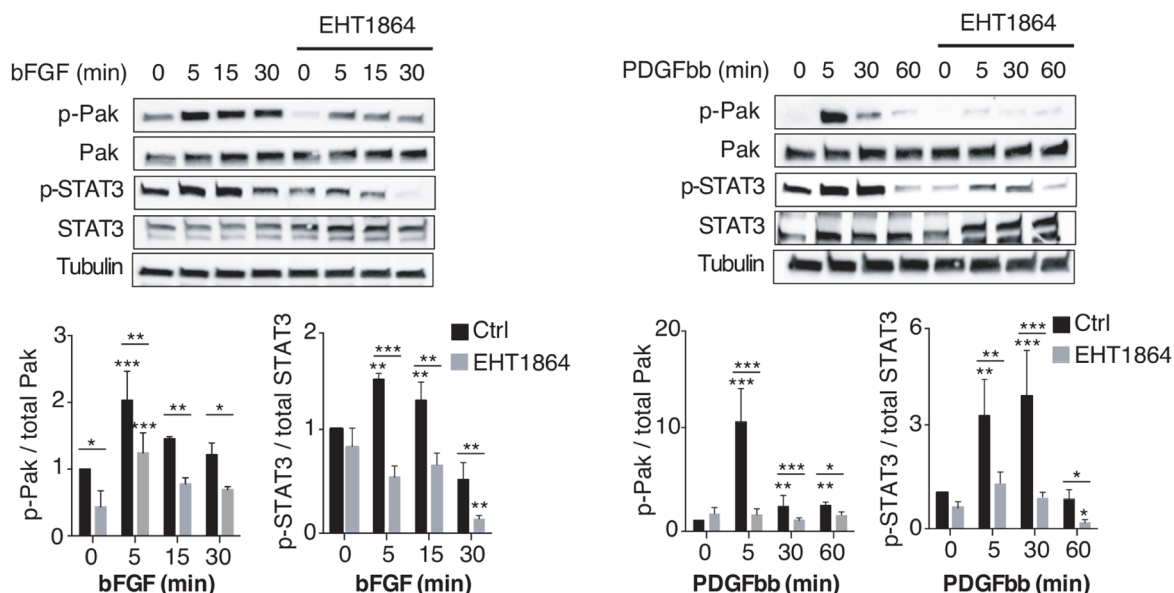 EHT1864
bFGF (min) 0 5 15 30 0 5 15 30
p-Pak
Pak
p-STAT3
STAT3
Tubulin
EHT1864
PDGFbb (min) 0 5 30 60 0 5 30 60
p-Pak
Pak
p-STAT3
STAT3
Tubulin
p-Pak / total Pak
3
2
1
0
* ** *** *** ** *
0 5 15 30
bFGF (min)
p-STAT3 / total STAT3
2
1
0
*** ** ** ** ** **
0 5 15 30
bFGF (min)
Ctrl
EHT1864
p-Pak / total Pak
20
10
0
*** *** *** ** * **
0 5 30 60
PDGFbb (min)
p-STAT3 / total STAT3
6
3
0
** ** *** *** * *
0 5 30 60
PDGFbb (min)
Ctrl
EHT1864